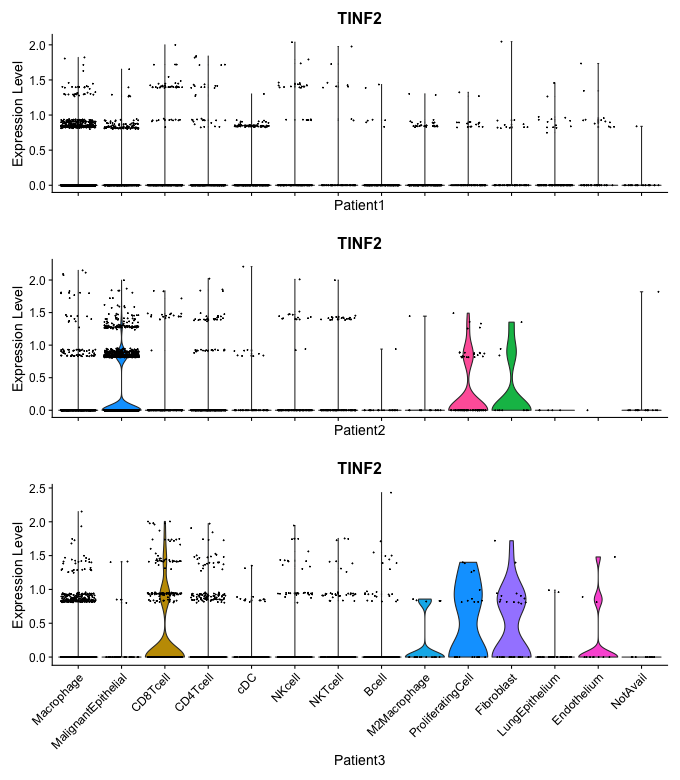 TINF2
Expression Level
2.0
1.5
1.0
0.5
0.0
Patient1
TINF2
Expression Level
2.0
1.5
1.0
0.5
0.0
Patient2
TINF2
Expression Level
2.5
2.0
1.5
1.0
0.5
0.0
Macrophage
MalignantEpithelial
CD8Tcell
CD4Tcell
cDC
NKcell
NKTcell
Bcell
M2Macrophage
ProliferatingCell
Fibroblast
LungEpithelium
Endothelium
NotAvail
Patient3